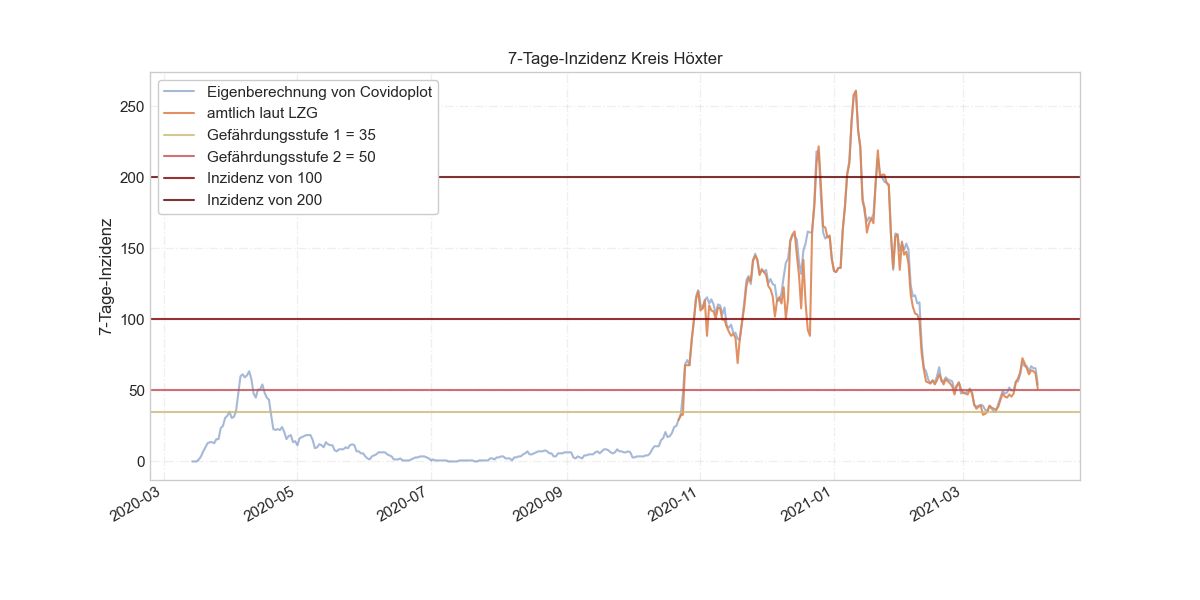 7-Tage-Inzidenz Kreis Höxter
Eigenberechnung von Covidoplot
amtlich laut LZG
Gefährdungsstufe 1 = 35
Gefährdungsstufe 2 = 50
Inzidenz von 100
Inzidenz von 200
7-Tage-Inzidenz
250
200
150
100
50
0
2020-03
2020-05
2020-07
2020-09
2020-11
2021-01
2021-03